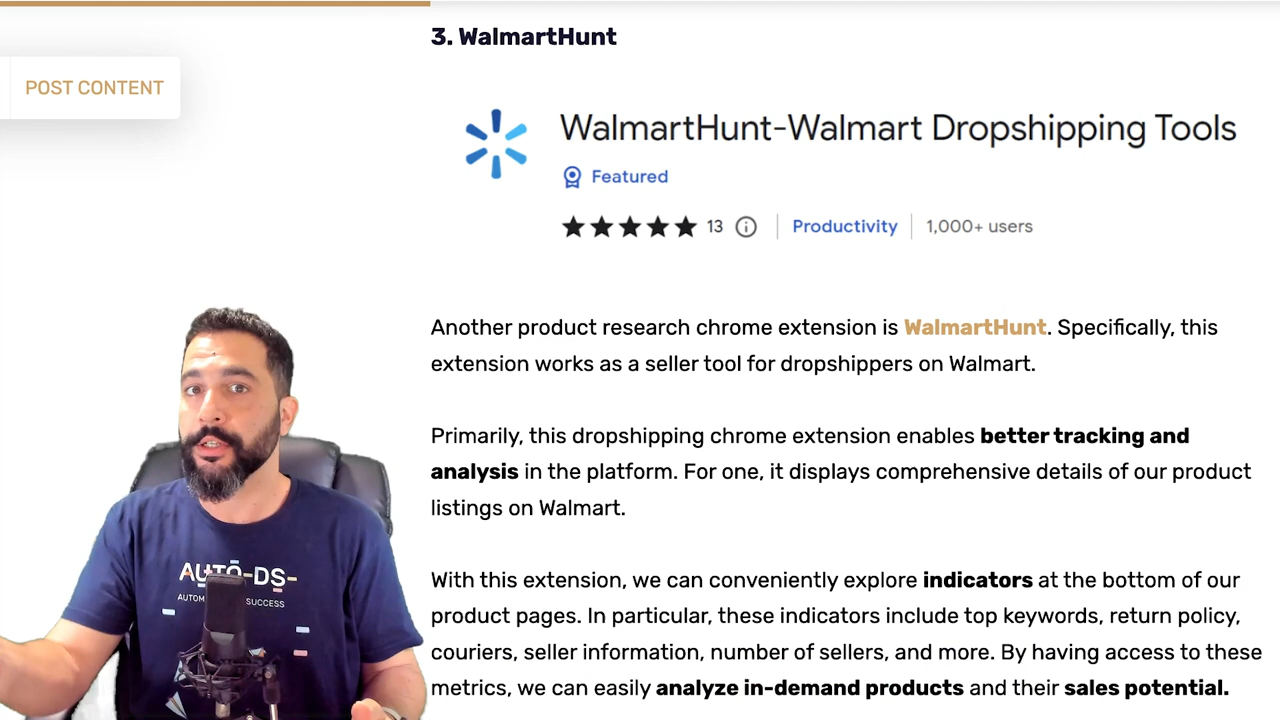 3. WalmartHunt
POST CONTENT
WalmartHunt-Walmart Dropshipping Tools
Featured
13
Productivity
1,000+ users
Another product research chrome extension is WalmartHunt. Specifically, this
extension works as a seller tool for dropshippers on Walmart.
Primarily, this dropshipping chrome extension enables better tracking and
analysis in the platform. For one, it displays comprehensive details of our product
listings on Walmart.
With this extension, we can conveniently explore indicators at the bottom of our
product pages. In particular, these indicators include top keywords, return policy,
couriers, seller information, number of sellers, and more. By having access to these
metrics, we can easily analyze in-demand products and their sales potential.
AUTO-DS-
SUCCESS